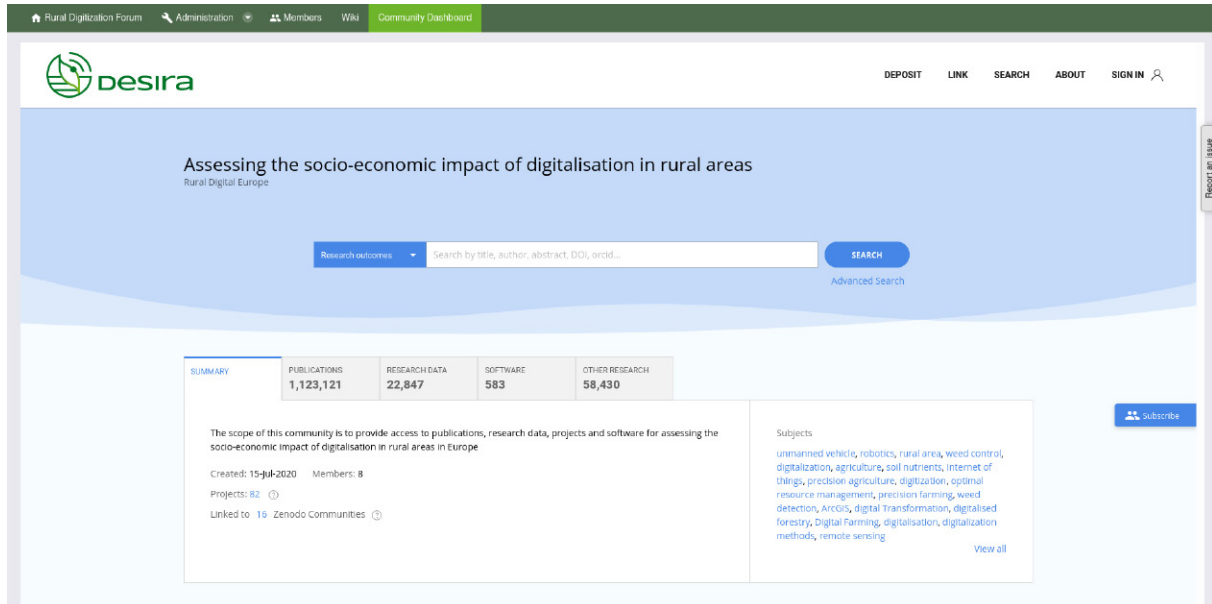 Rural Digitization Forum Administration Members Wiki Community Dashboard
Desira
DEPOSIT LINK SEARCH ABOUT SIGN IN
Report an issue
Assessing the socio-economic impact of digitalisation in rural areas
Rural Digital Europe
Research outcomes Search by title, author, abstract, DOI, orcid... SEARCH
Advanced Search
SUMMARY PUBLICATIONS RESEARCH DATA SOFTWARE OTHER RESEARCH
1,123,121 22,847 583 58,430
Subscribe
The scope of this community is to provide access to publications, research data, projects and software for assessing the
socio-economic impact of digitalisation in rural areas in Europe
Created: 15-Jul-2020 Members: 8
Projects: 82 ?
Linked to 16 Zenodo Communities ?
Subjects
unmanned vehicle, robotics, rural area, weed control,
digitalization, agriculture, soil nutrients, internet of
things, precision agriculture, digitization, optimal
resource management, precision farming, weed
detection, ArcGIS, digital Transformation, digitalised
forestry, Digital Farming, digitalisation, digitalization
methods, remote sensing
View all